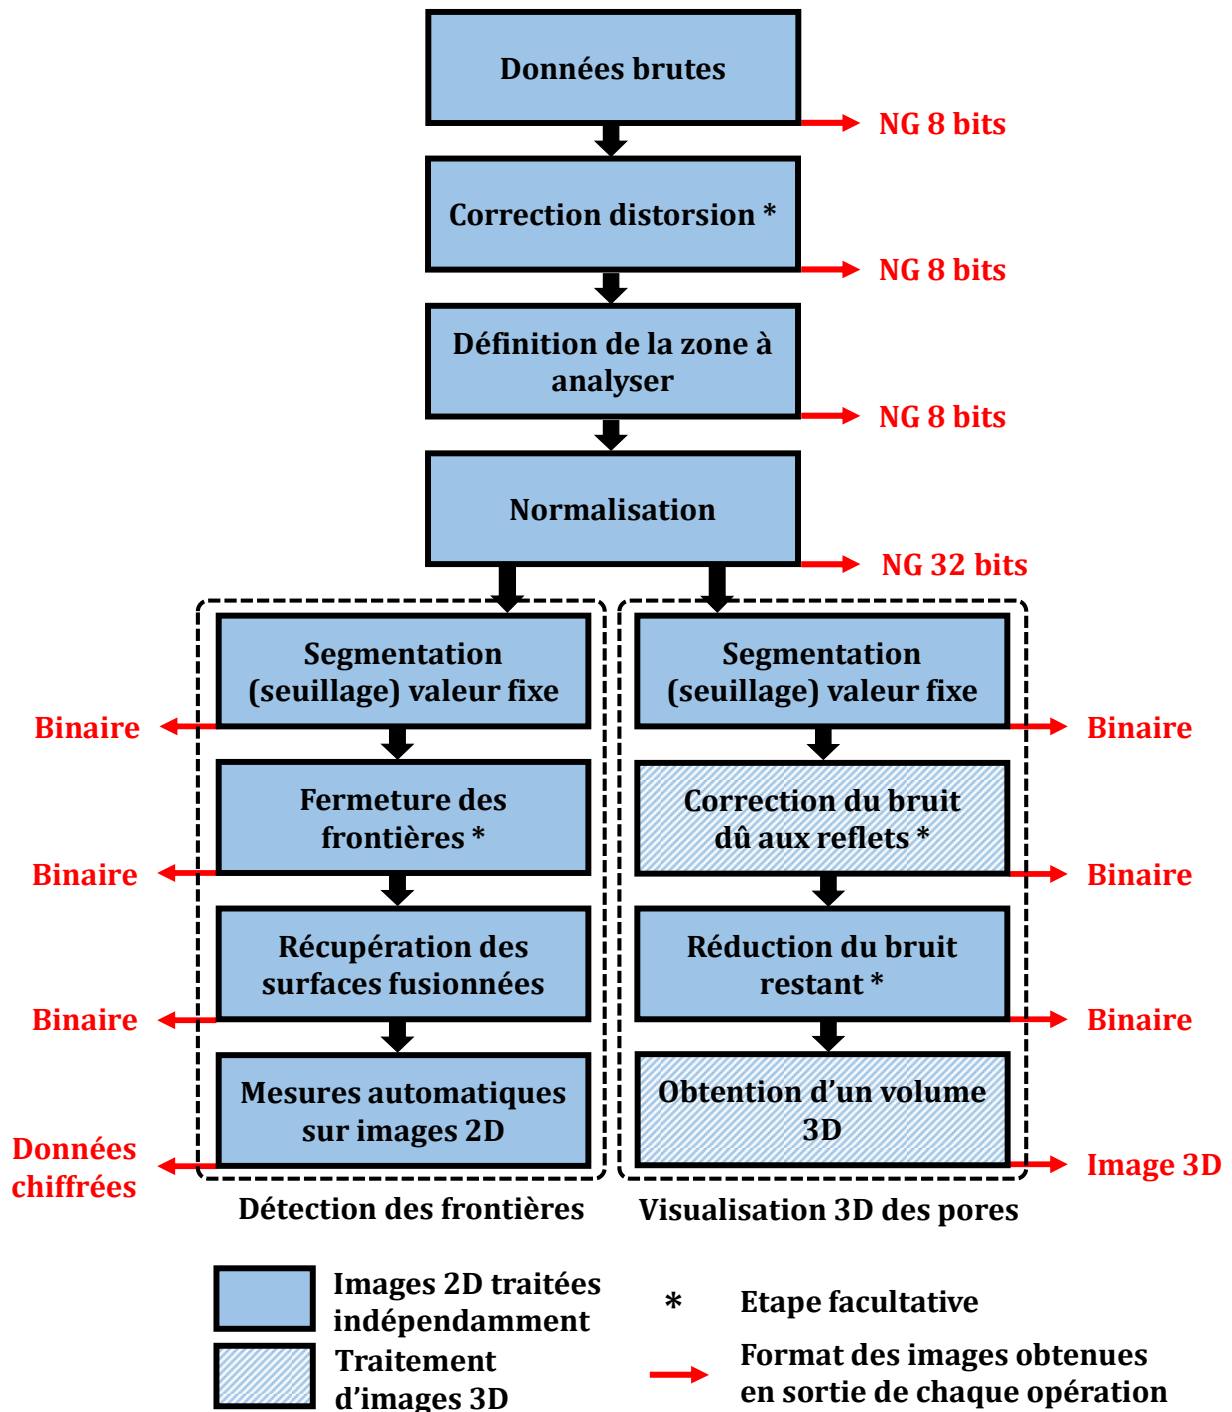 Données brutes
NG 8 bits
Correction distorsion *
NG 8 bits
Définition de la zone à
analyser
NG 8 bits
Normalisation
NG 32 bits
Segmentation
(seuillage) valeur fixe
Binaire
Fermeture des
frontières *
Binaire
Récupération des
surfaces fusionnées
Binaire
Mesures automatiques
sur images 2D
Données
chiffrées
Détection des frontières
Segmentation
(seuillage) valeur fixe
Binaire
Correction du bruit
dû aux reflets *
Binaire
Réduction du bruit
restant *
Binaire
Obtention d’un volume
3D
Image 3D
Visualisation 3D des pores
Images 2D traitées
indépendamment
Traitement
d’images 3D
* Etape facultative
Format des images obtenues
en sortie de chaque opération